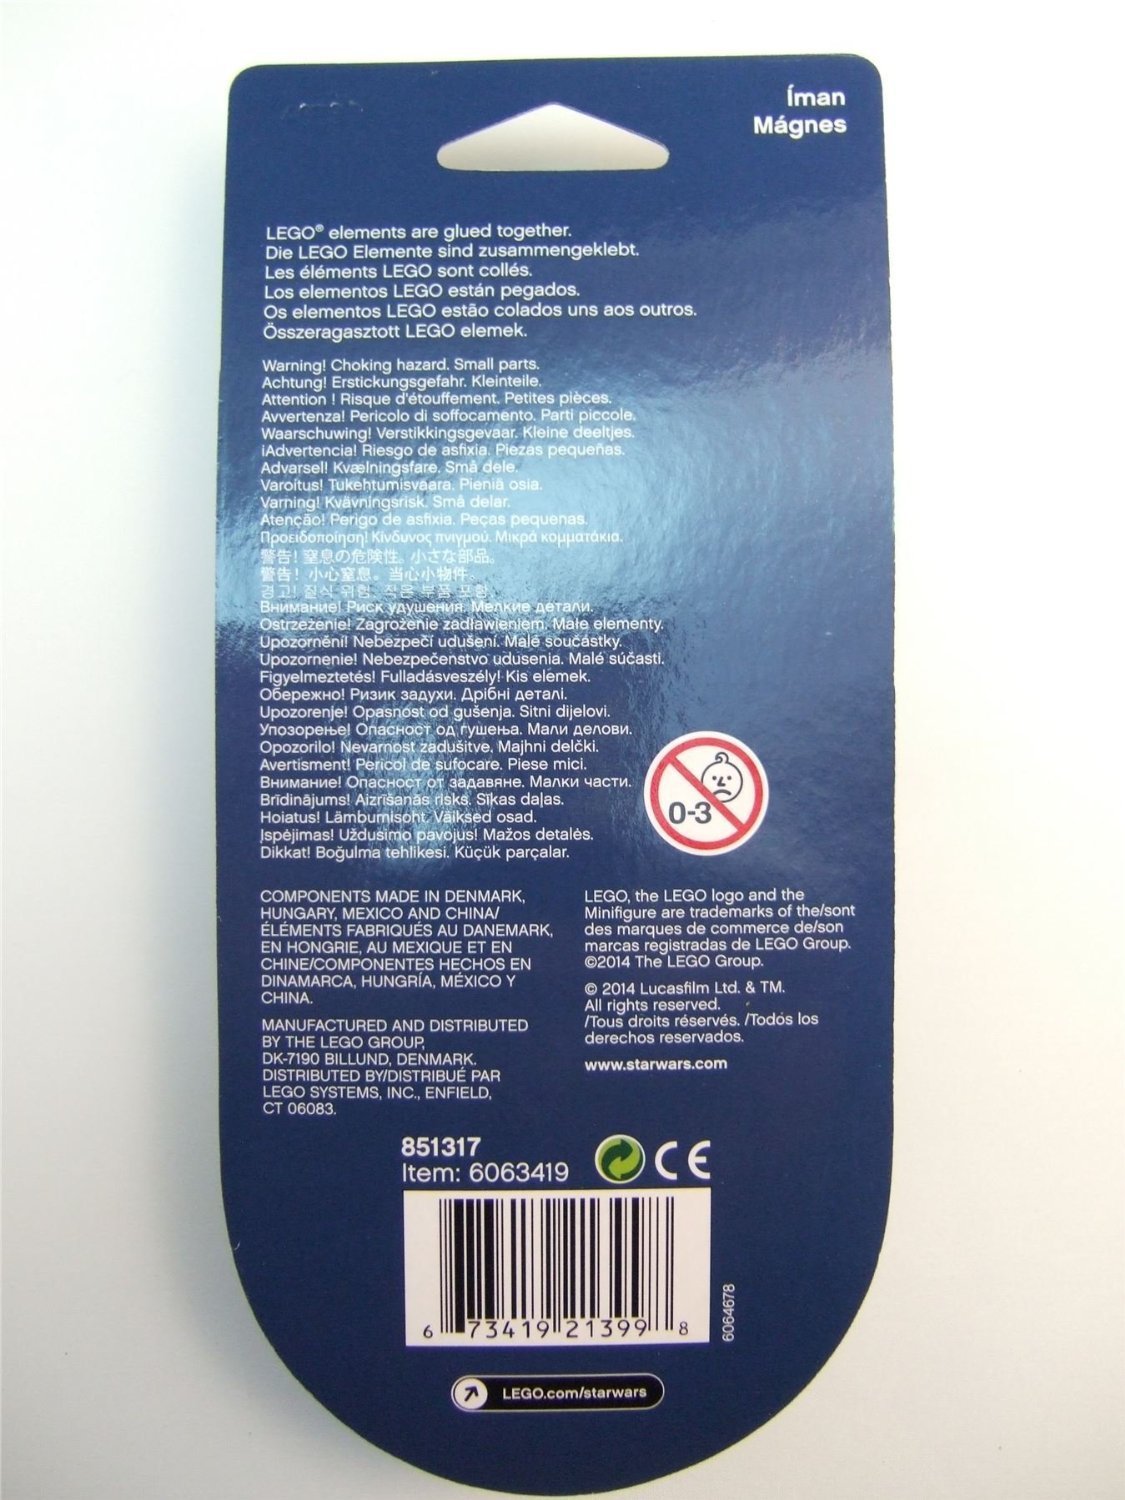 Íman
Mágnes
LEGO® elements are glued together.
Die LEGO Elemente sind zusammengeklebt.
Les éléments LEGO sont collés.
Los elementos LEGO están pegados.
Os elementos LEGO estão colados uns aos outros.
Összeragasztott LEGO elemek.
Warning! Choking hazard. Small parts.
Achtung! Erstickungsgefahr. Kleinteile.
Attention ! Risque d'étouffement. Petites pièces.
Avvertenza! Pericolo di soffocamento. Parti piccole.
Waarschuwing! Verstikkingsgevaar. Kleine deeltjes.
¡Advertencia! Riesgo de asfixia. Piezas pequeñas.
Advarsel! Kvælningsfare. Små dele.
Varoitus! Tukehtumisvaara. Pieniä osia.
Varning! Kvävningsrisk. Små delar.
Atenção! Perigo de asfixia. Peças pequenas.
Προειδοποίηση! Κίνδυνος πνιγμού. Μικρά κομματάκια.
警告! 窒息の危険性。小さな部品。
警告! 小心窒息。当心小物件。
경고! 질식 위험. 작은 부품 포함.
Внимание! Риск удушения. Мелкие детали.
Ostrzeżenie! Zagrożenie zadławieniem. Małe elementy.
Upozornění! Nebezpečí udušení. Malé součástky.
Upozornenie! Nebezpečenstvo udusenia. Malé súčasti.
Figyelmeztetés! Fulladásveszély! Kis elemek.
Обережно! Ризик задухи. Дрібні деталі.
Upozorenje! Opasnost od gušenja. Sitni dijelovi.
Упозорење! Опасност од гушења. Мали делови.
Opozorilo! Nevarnost zadušitve. Majhni delčki.
Avertisment! Pericol de sufocare. Piese mici.
Внимание! Опасност от задавяне. Малки части.
Brīdinājums! Aizrīšanās risks. Sīkas daļas.
Hoiatus! Lämbumisoht. Väiksed osad.
Įspėjimas! Uždusimo pavojus! Mažos detalės.
Dikkat! Boğulma tehlikesi. Küçük parçalar.
0-3
COMPONENTS MADE IN DENMARK,
HUNGARY, MEXICO AND CHINA/
ÉLÉMENTS FABRIQUÉS AU DANEMARK,
EN HONGRIE, AU MEXIQUE ET EN
CHINE/COMPONENTES HECHOS EN
DINAMARCA, HUNGRÍA, MÉXICO Y
CHINA.
MANUFACTURED AND DISTRIBUTED
BY THE LEGO GROUP,
DK-7190 BILLUND, DENMARK.
DISTRIBUTED BY/DISTRIBUÉ PAR
LEGO SYSTEMS, INC., ENFIELD,
CT 06083.
LEGO, the LEGO logo and the
Minifigure are trademarks of the/sont
des marques de commerce de/son
marcas registradas de LEGO Group.
©2014 The LEGO Group.
© 2014 Lucasfilm Ltd. & TM.
All rights reserved.
/Tous droits réservés. /Todos los
derechos reservados.
www.starwars.com
851317
Item: 6063419
CE
6 73419 21399 8
6064678
LEGO.com/starwars